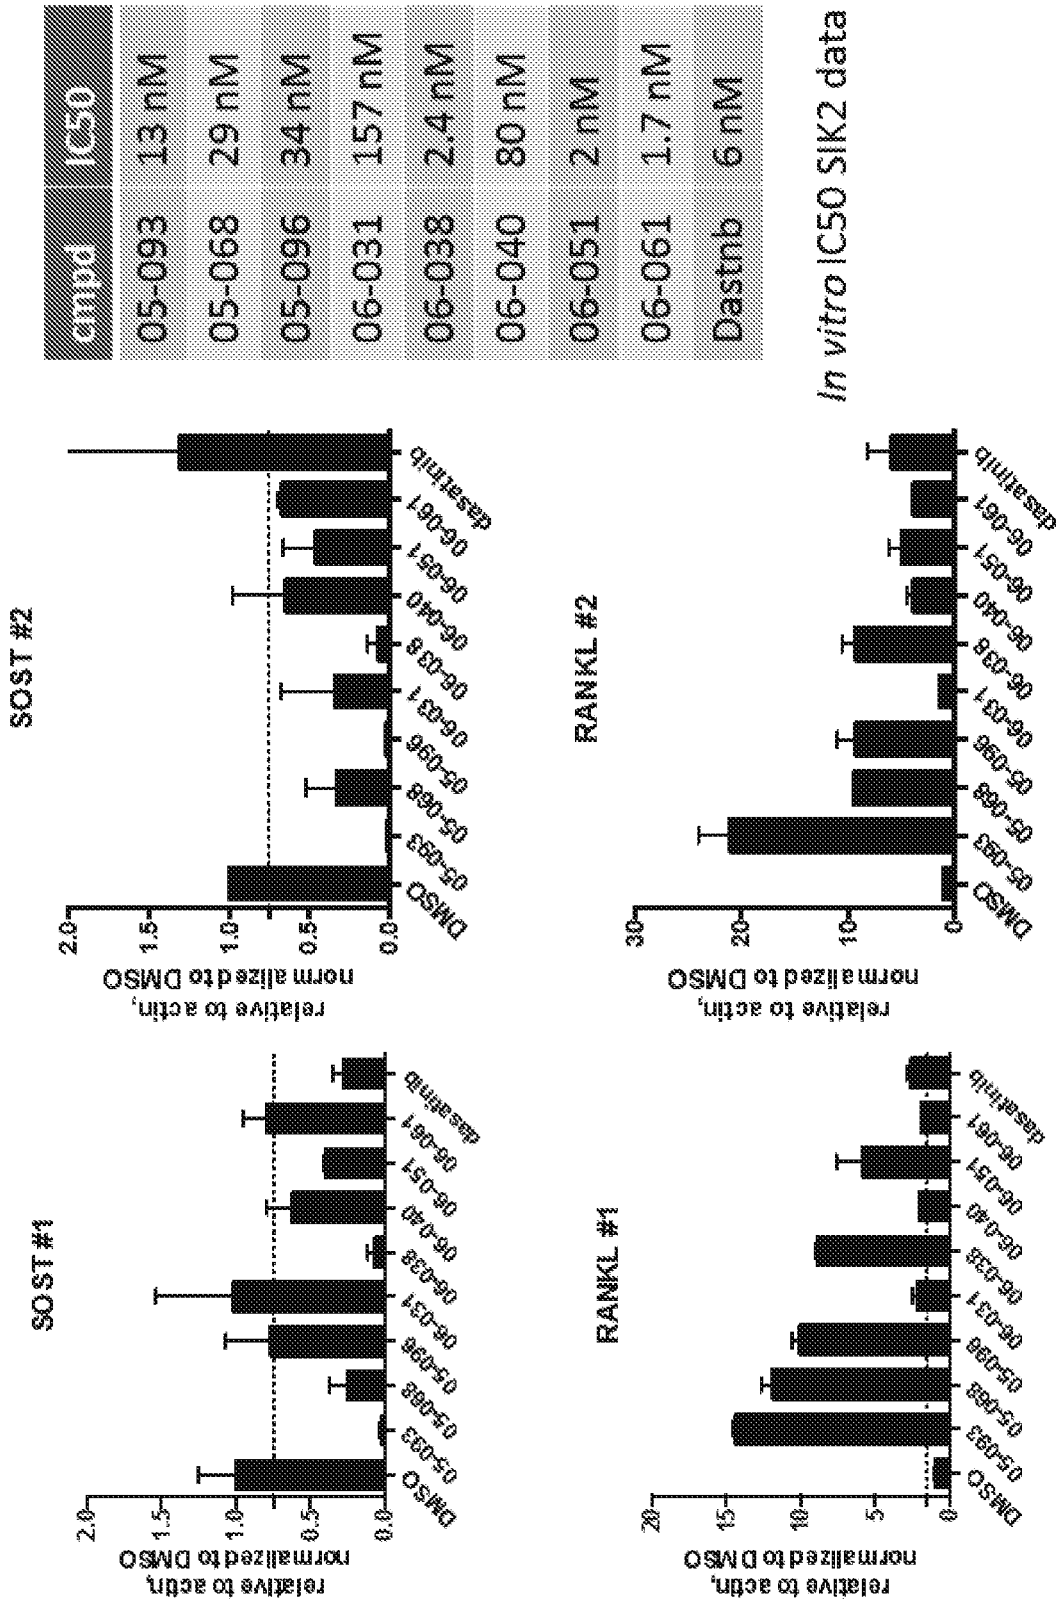 SOST #1
relative to actin,
normalized to DMSO
2.0
1.5
1.0
0.5
0.0
DMSO
05-093
05-068
05-096
06-031
06-038
06-040
06-051
06-061
dasatinib
SOST #2
relative to actin,
normalized to DMSO
2.0
1.5
1.0
0.5
0.0
DMSO
05-093
05-068
05-096
06-031
06-038
06-040
06-051
06-061
dasatinib
cmpd IC50
05-093 13 nM
05-068 29 nM
05-096 34 nM
06-031 157 nM
06-038 2.4 nM
06-040 80 nM
06-051 2 nM
06-061 1.7 nM
Dastnb 6 nM
In vitro IC50 SIK2 data
RANKL #1
relative to actin,
normalized to DMSO
20
15
10
5
0
DMSO
05-093
05-068
05-096
06-031
06-038
06-040
06-051
06-061
dasatinib
RANKL #2
relative to actin,
normalized to DMSO
30
20
10
0
DMSO
05-093
05-068
05-096
06-031
06-038
06-040
06-051
06-061
dasatinib